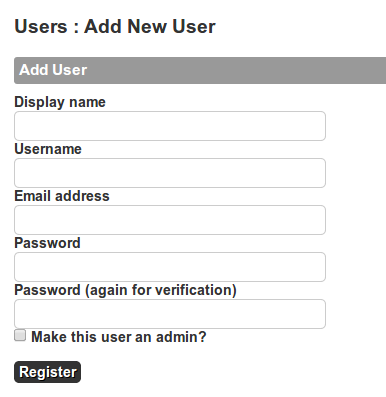 Users : Add New User
Add User
Display name
Username
Email address
Password
Password (again for verification)
Make this user an admin?
Register